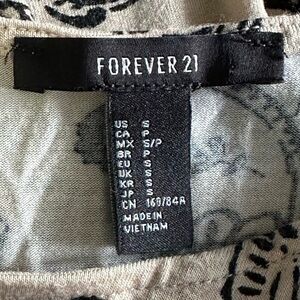 FOREVER 21
US S
CA P
MX S/P
BR P
EU S
UK S
KR S
JP S
CN 160/84A
MADE IN
VIETNAM